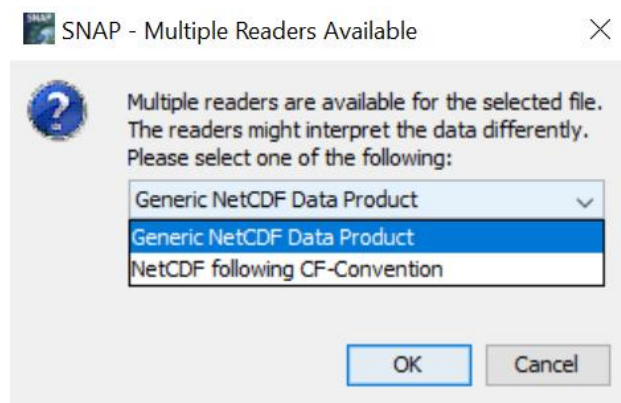 SNAP - Multiple Readers Available
Multiple readers are available for the selected file.
The readers might interpret the data differently.
Please select one of the following:
Generic NetCDF Data Product
Generic NetCDF Data Product
NetCDF following CF-Convention
OK Cancel